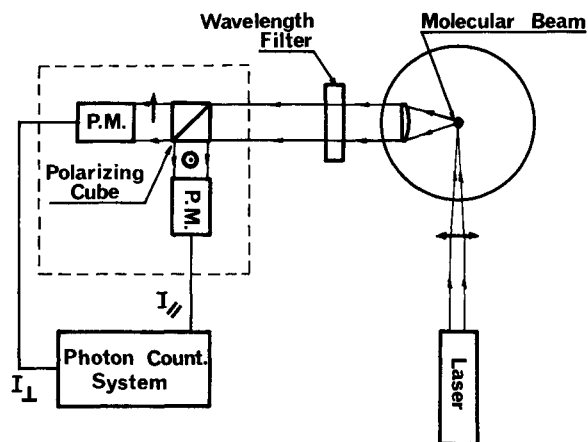 Wavelength
Filter
Molecular Beam
P.M.
Polarizing
Cube
P.M.
I//
Photon Count.
System
I⊥
Laser